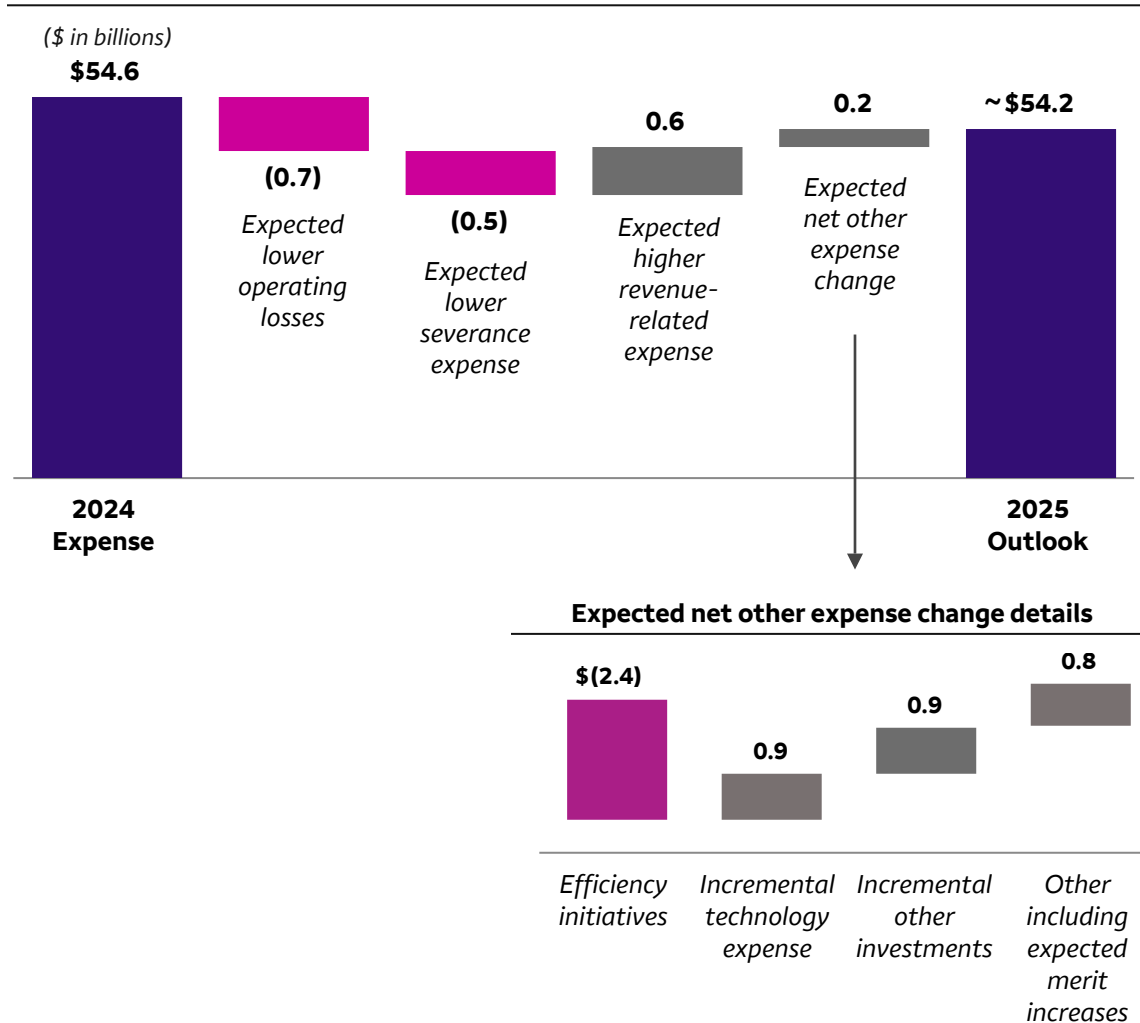 ($ in billions)
$54.6
(0.7)
Expected
lower
operating
losses
(0.5)
Expected
lower
severance
expense
0.6
Expected
higher
revenue-
related
expense
0.2
Expected
net other
expense
change
~$54.2
2024
Expense
2025
Outlook
Expected net other expense change details
$(2.4)
0.9
0.9
0.8
Efficiency
initiatives
Incremental
technology
expense
Incremental
other
investments
Other
including
expected
merit
increases